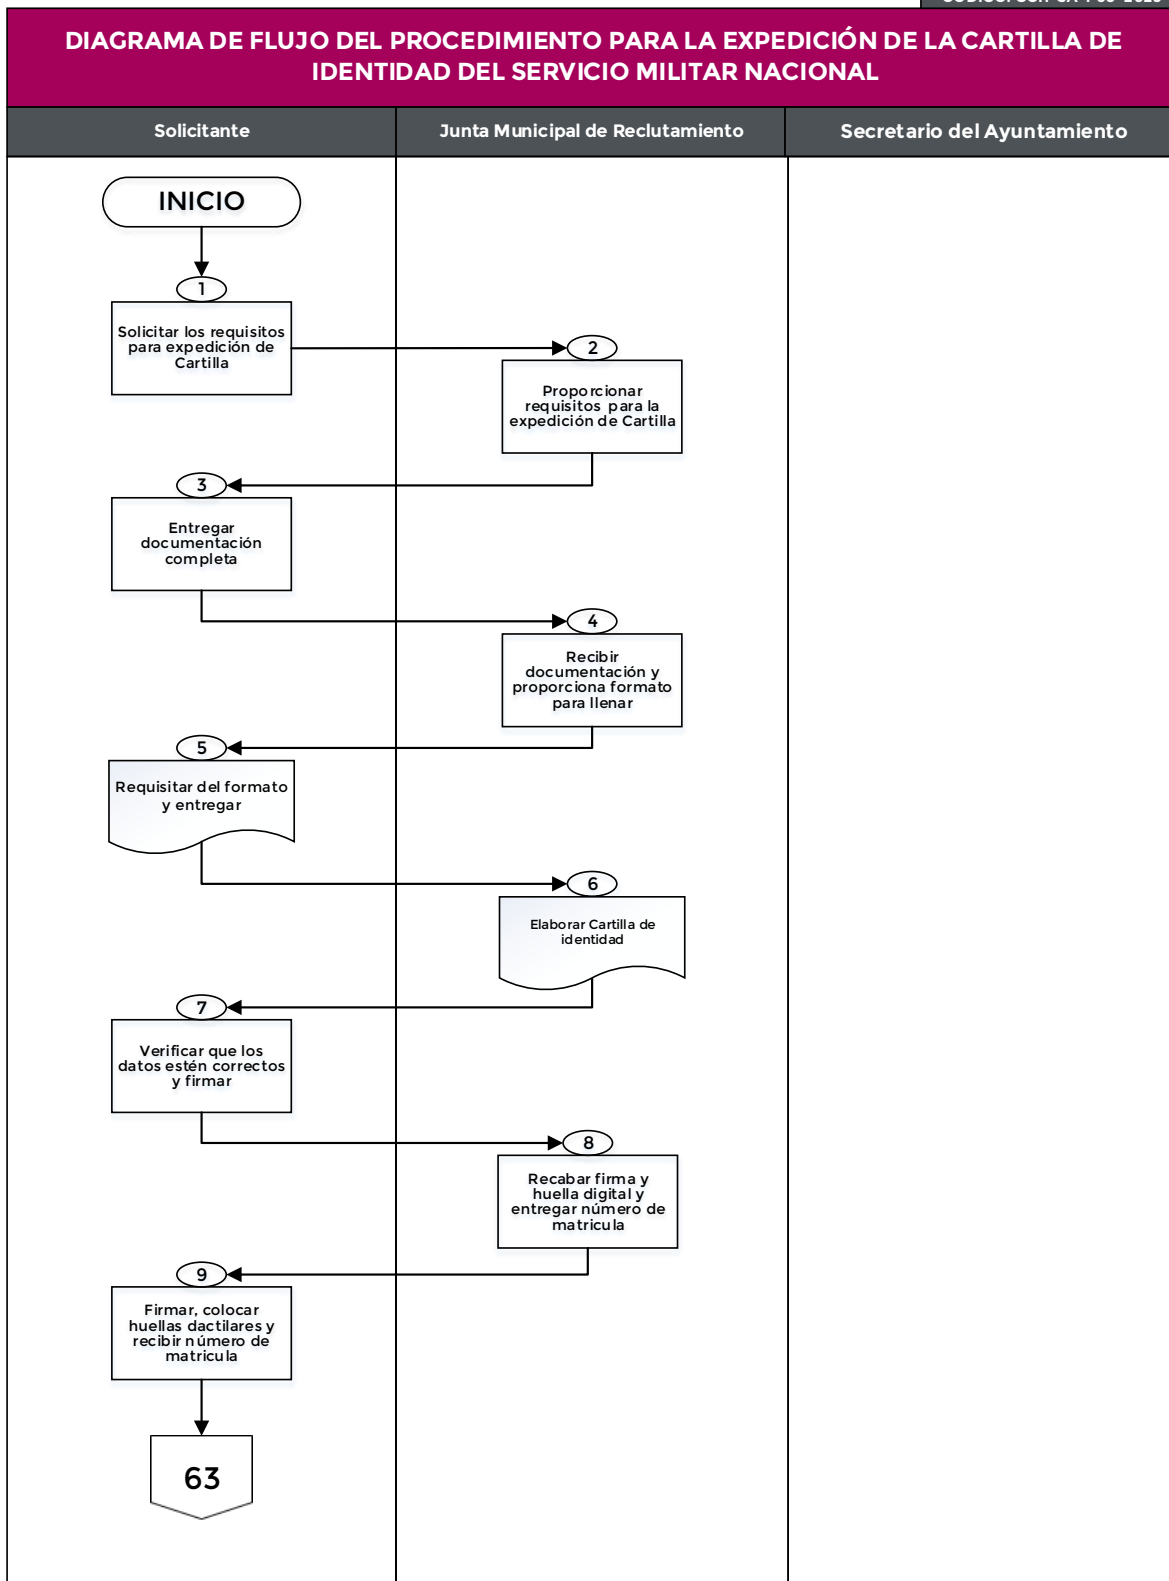 DIAGRAMA DE FLUJO DEL PROCEDIMIENTO PARA LA EXPEDICIÓN DE LA CARTILLA DE
IDENTIDAD DEL SERVICIO MILITAR NACIONAL
Solicitante
Junta Municipal de Reclutamiento
Secretario del Ayuntamiento
INICIO
1
Solicitar los requisitos
para expedición de
Cartilla
2
Proporcionar
requisitos para la
expedición de Cartilla
3
Entregar
documentación
completa
4
Recibir
documentación y
proporciona formato
para llenar
5
Requisitar del formato
y entregar
6
Elaborar Cartilla de
identidad
7
Verificar que los
datos estén correctos
y firmar
8
Recabar firma y
huella digital y
entregar número de
matricula
9
Firmar, colocar
huellas dactilares y
recibir número de
matricula
63